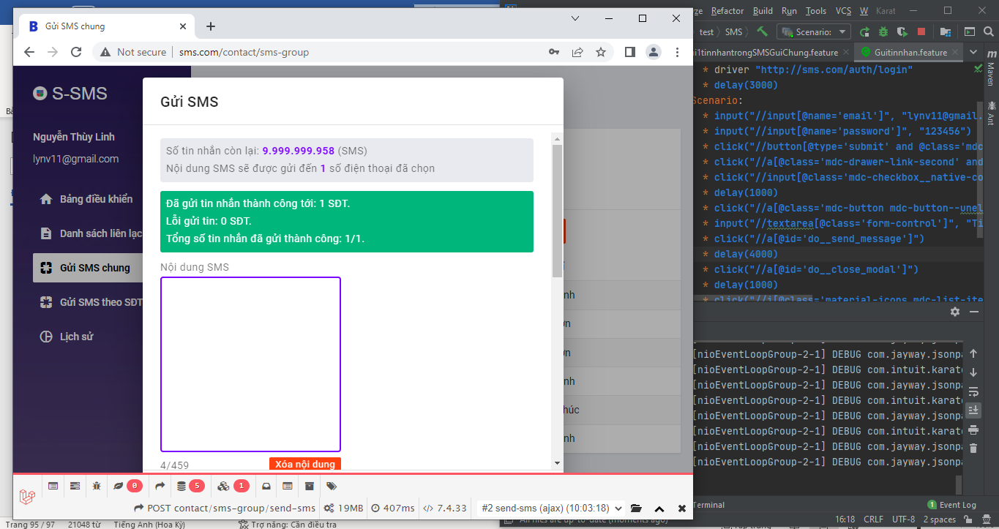 Gửi SMS chung
Not secure
sms.com/contact/sms-group
S-SMS
Nguyễn Thùy Linh
lynv11@gmail.com
Bảng điều khiển
Danh sách liên lạc
Gửi SMS chung
Gửi SMS theo SĐT
Lịch sử
Gửi SMS
Số tin nhắn còn lại: 9.999.999.958 (SMS)
Nội dung SMS sẽ được gửi đến 1 số điện thoại đã chọn
Đã gửi tin nhắn thành công tới: 1 SĐT.
Lỗi gửi tin: 0 SĐT.
Tổng số tin nhắn đã gửi thành công: 1/1.
Nội dung SMS
4/459
Xóa nội dung
nh
ơn
ơn
nh
húc
nh
0
5
1
POST contact/sms-group/send-sms
19MB
407ms
7.4.33
#2 send-sms (ajax) (10:03:18)
Refactor Build Run Tools VCS W Karat
test SMS
Scenario:
i1tinnhantrongSMSGuiChung.feature
Guitinnhan.feature
* driver "http://sms.com/auth/login"
* delay(3000)
Scenario:
* input("//input[@name='email']", "lynv11@gmail.
* input("//input[@name='password']", "123456")
* click("//button[@type='submit' and @class='mdc
* click("//a[@class='mdc-drawer-link-second' and
* click("//input[@class='mdc-checkbox__native-co
* delay(1000)
* click("//a[@class='mdc-button mdc-button--unel
* input("//textarea[@class='form-control']", "Ti
* click("//a[@id='do__send_message']")
* delay(4000)
* click("//a[@id='do__close_modal']")
* delay(1000)
* click("//i[@class='material-icons mdc-list-ite
Maven
Ant
[nioEventLoopGroup-2-1] DEBUG com.jayway.jsonpa
[nioEventLoopGroup-2-1] DEBUG com.intuit.karate
[nioEventLoopGroup-2-1] DEBUG com.jayway.jsonpa
[nioEventLoopGroup-2-1] DEBUG com.intuit.karate
[nioEventLoopGroup-2-1] DEBUG com.jayway.jsonpa
[nioEventLoopGroup-2-1] DEBUG com.intuit.karate
[nioEventLoopGroup-2-1] DEBUG com.jayway.jsonpa
[nioEventLoopGroup-2-1] DEBUG com.jayway.jsonpa
Terminal
1 Event Log
All files are up-to-date (moments ago)
16:18 CRLF UTF-8 2 spaces
Trang 95 / 97
21048 từ
Tiếng Anh (Hoa Kỳ)
Trợ năng: Cần điều tra